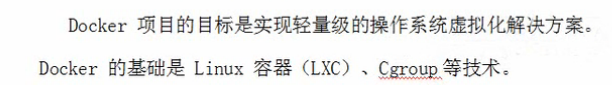 Docker 项目的目标是实现轻量级的操作系统虚拟化解决方案。
Docker 的基础是 Linux 容器（LXC）、Cgroup 等技术。